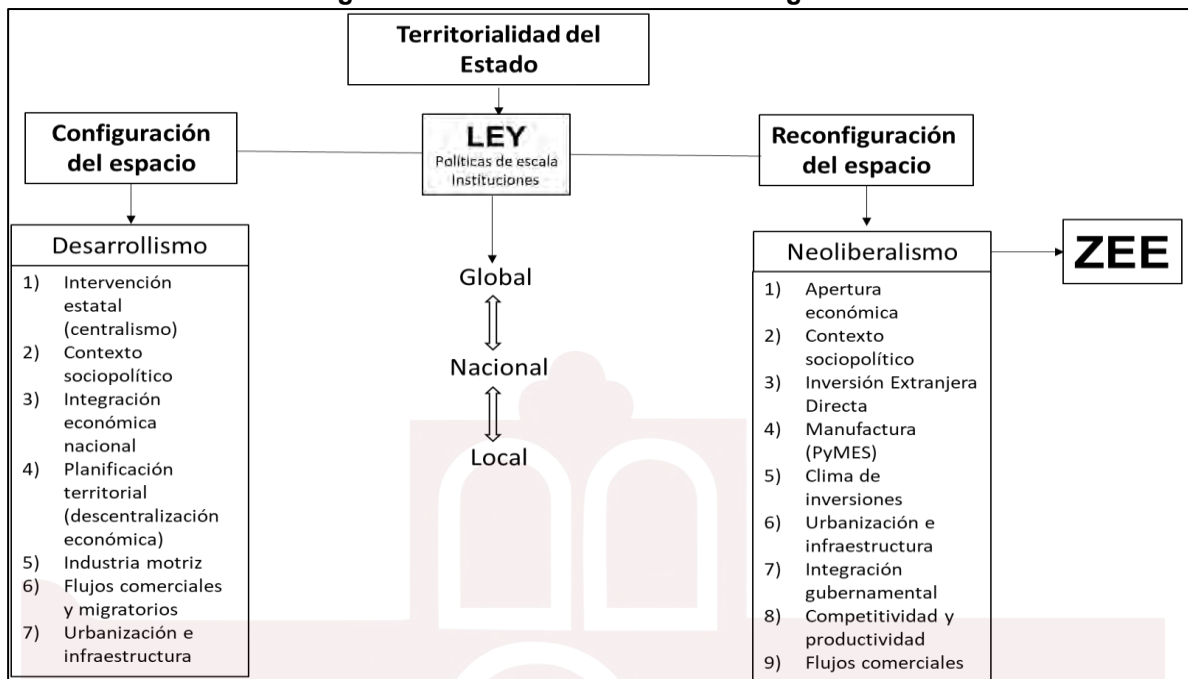 Territorialidad del
Estado
Configuración
del espacio
LEY
Políticas de escala
Instituciones
Reconfiguración
del espacio
Desarrollismo
1) Intervención
estatal
(centralismo)
2) Contexto
sociopolítico
3) Integración
económica
nacional
4) Planificación
territorial
(descentralización
económica)
5) Industria motriz
6) Flujos comerciales
y migratorios
7) Urbanización e
infraestructura
Global
Nacional
Local
Neoliberalismo
1) Apertura
económica
2) Contexto
sociopolítico
3) Inversión Extranjera
Directa
4) Manufactura
(PyMES)
5) Clima de
inversiones
6) Urbanización e
infraestructura
7) Integración
gubernamental
8) Competitividad y
productividad
9) Flujos comerciales
ZEE